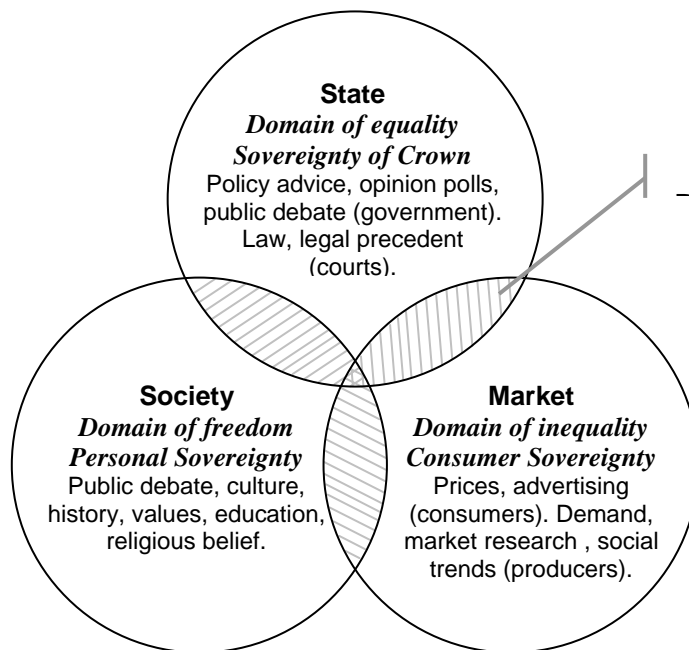 State
Domain of equality
Sovereignty of Crown
Policy advice, opinion polls,
public debate (government).
Law, legal precedent
(courts).
Society
Domain of freedom
Personal Sovereignty
Public debate, culture,
history, values, education,
religious belief.
Market
Domain of inequality
Consumer Sovereignty
Prices, advertising
(consumers). Demand,
market research , social
trends (producers).